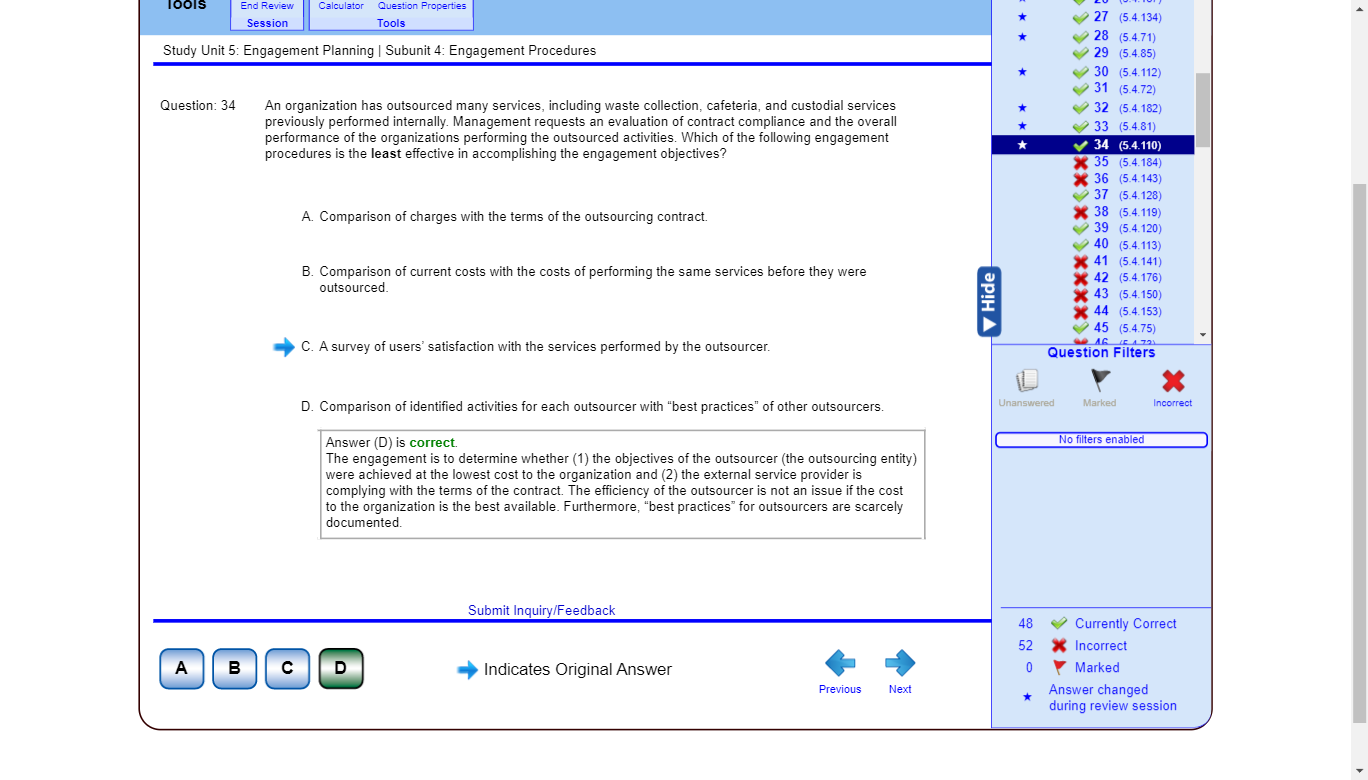 Tools
End Review
Session
Calculator Question Properties
Tools
Study Unit 5: Engagement Planning | Subunit 4: Engagement Procedures
Question: 34 An organization has outsourced many services, including waste collection, cafeteria, and custodial services
previously performed internally. Management requests an evaluation of contract compliance and the overall
performance of the organizations performing the outsourced activities. Which of the following engagement
procedures is the least effective in accomplishing the engagement objectives?
A. Comparison of charges with the terms of the outsourcing contract.
B. Comparison of current costs with the costs of performing the same services before they were
outsourced.
C. A survey of users' satisfaction with the services performed by the outsourcer.
D. Comparison of identified activities for each outsourcer with “best practices” of other outsourcers.
Answer (D) is correct.
The engagement is to determine whether (1) the objectives of the outsourcer (the outsourcing entity)
were achieved at the lowest cost to the organization and (2) the external service provider is
complying with the terms of the contract. The efficiency of the outsourcer is not an issue if the cost
to the organization is the best available. Furthermore, “best practices” for outsourcers are scarcely
documented.
Submit Inquiry/Feedback
A B C D
Indicates Original Answer
Previous Next
27 (5.4.134)
28 (5.4.71)
29 (5.4.85)
30 (5.4.112)
31 (5.4.72)
32 (5.4.182)
33 (5.4.81)
34 (5.4.110)
35 (5.4.184)
36 (5.4.143)
37 (5.4.128)
38 (5.4.119)
39 (5.4.120)
40 (5.4.113)
41 (5.4.141)
42 (5.4.176)
43 (5.4.150)
44 (5.4.153)
45 (5.4.75)
Hide
Question Filters
Unanswered Marked Incorrect
No filters enabled
48 Currently Correct
52 Incorrect
0 Marked
Answer changed
during review session